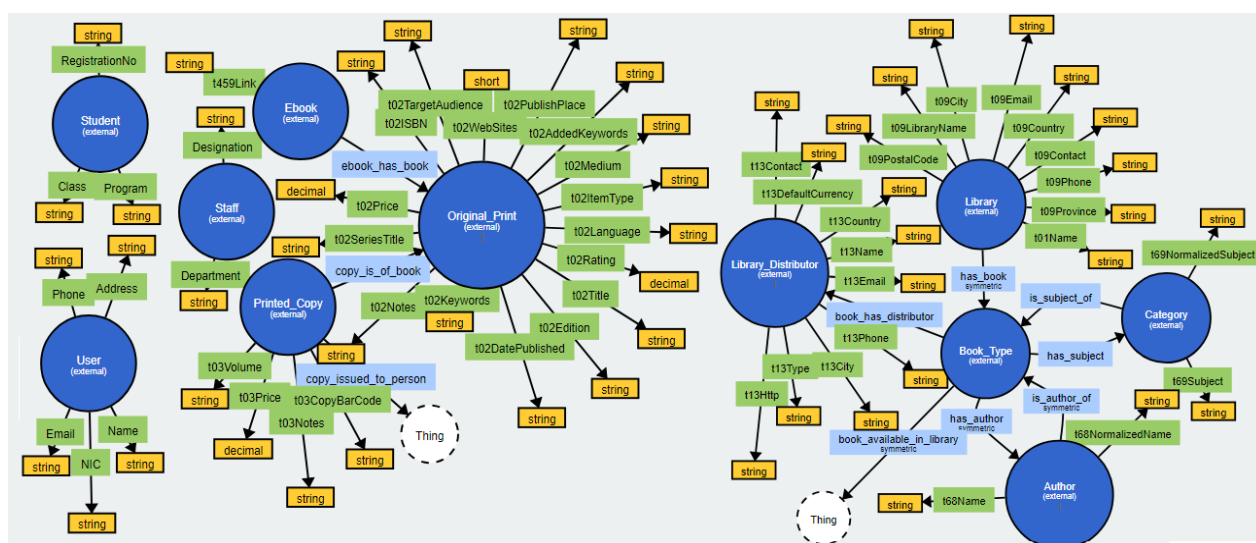 string
RegistrationNo
Student
(external)
Class
Program
string
string
string
Phone
string
Address
User
(external)
Email
string
NIC
string
Name
string
string
t459Link
Ebook
(external)
string
Designation
Staff
(external)
Department
string
ebook_has_book
string
string
short
string
string
t02TargetAudience
t02ISBN
t02WebSites
t02PublishPlace
t02AddedKeywords
t02Medium
string
t02ItemType
string
t02Language
string
t02Rating
decimal
t02Title
string
t02Edition
string
t02DatePublished
string
t02Keywords
string
t02Notes
string
Original_Print
(external)
decimal
t02Price
string
t02SeriesTitle
copy_is_of_book
Printed_Copy
(external)
t03Volume
string
t03Price
decimal
t03Notes
string
t03CopyBarCode
string
copy_issued_to_person
Thing
string
t13Contact
string
t13DefaultCurrency
string
t13Country
t13Name
string
t13Email
string
Library_Distributor
(external)
book_has_distributor
t13Phone
string
t13Http
string
t13Type
string
t13City
string
string
t09City
string
t09Email
string
t09LibraryName
t09Country
string
t09PostalCode
string
t09Contact
string
t09Phone
string
t09Province
string
t01Name
string
Library
(external)
has_book
symmetric
Book_Type
(external)
is_subject_of
has_subject
Category
(external)
t69NormalizedSubject
string
t69Subject
string
is_author_of
symmetric
has_author
symmetric
book_available_in_library
symmetric
Thing
t68NormalizedName
string
t68Name
string
Author
(external)